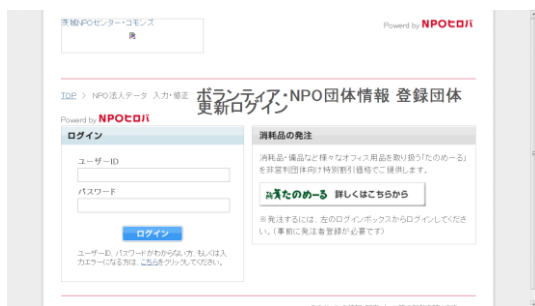 茨城NPOセンター・コモンズ
Powerd by NPOヒロバ
TOP > NPO法人データ 入力・修正
ボランティア・NPO団体情報 登録団体
更新ログイン
Powerd by NPOヒロバ
ログイン
ユーザーID
パスワード
ログイン
ユーザーID、パスワードがわからない方、もしくは入
力エラーになる方は、こちらをクリックしてください。
消耗品の発注
消耗品・備品など様々なオフィス用品を取り扱う「たのめーる」
を非営利団体向け特別割引価格でご提供します。
たのめーる 詳しくはこちらから
※発注するには、左のログインボックスからログインしてくださ
い。（事前に発注者登録が必要です）